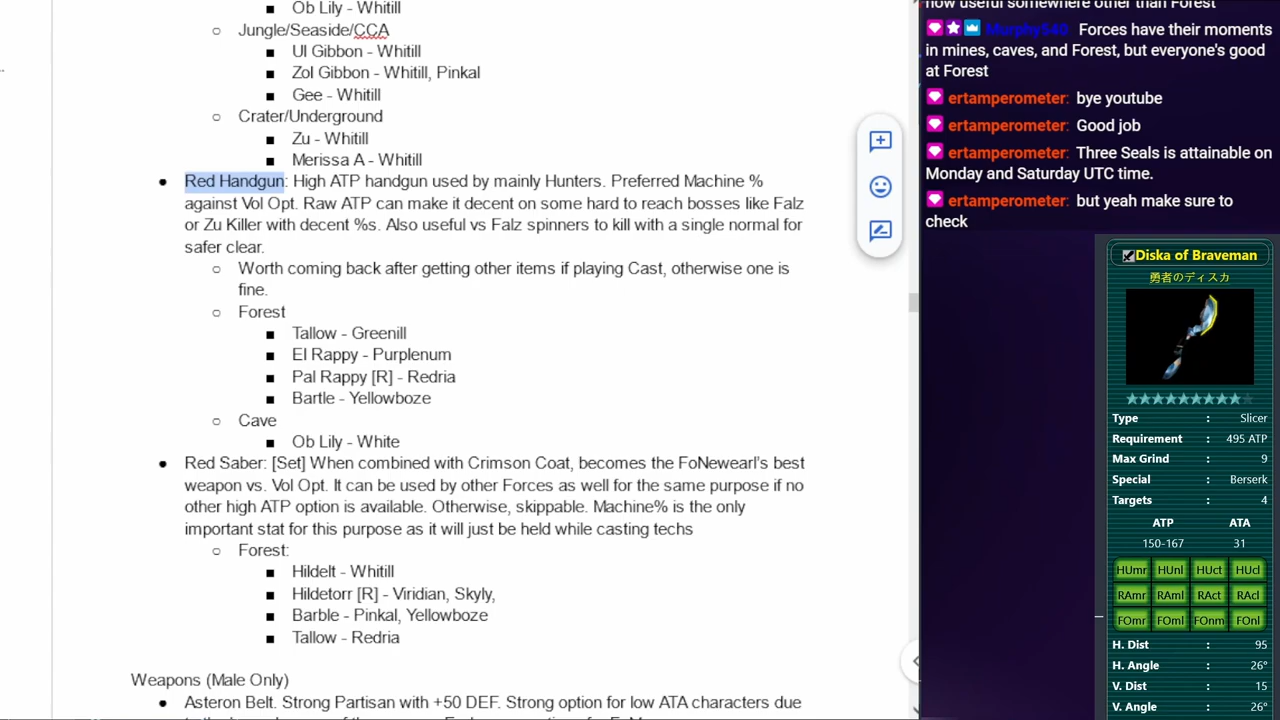 Ob Lily - Whitill
Jungle/Seaside/CCA
Ul Gibbon - Whitill
Zol Gibbon - Whitill, Pinkal
Gee - Whitill
Crater/Underground
Zu - Whitill
Merissa A - Whitill
Red Handgun: High ATP handgun used by mainly Hunters. Preferred Machine %
against Vol Opt. Raw ATP can make it decent on some hard to reach bosses like Falz
or Zu Killer with decent %s. Also useful vs Falz spinners to kill with a single normal for
safer clear.
Worth coming back after getting other items if playing Cast, otherwise one is
fine.
Forest
Tallow - Greenill
El Rappy - Purplenum
Pal Rappy [R] - Redria
Bartle - Yellowboze
Cave
Ob Lily - White
Red Saber: [Set] When combined with Crimson Coat, becomes the FoNewearl's best
weapon vs. Vol Opt. It can be used by other Forces as well for the same purpose if no
other high ATP option is available. Otherwise, skippable. Machine% is the only
important stat for this purpose as it will just be held while casting techs
Forest:
Hildelt - Whitill
Hildetorr [R] - Viridian, Skyly,
Barble - Pinkal, Yellowboze
Tallow - Redria
Weapons (Male Only)
Asteron Belt. Strong Partisan with +50 DEF. Strong option for low ATA characters due
now useful somewhere other than Forest
Murphy540 Forces have their moments
in mines, caves, and Forest, but everyone's good
at Forest
ertamperometer: bye youtube
ertamperometer: Good job
ertamperometer: Three Seals is attainable on
Monday and Saturday UTC time.
ertamperometer: but yeah make sure to
check
Diska of Braveman
勇者のディスカ
Type : Slicer
Requirement : 495 ATP
Max Grind : 9
Special : Berserk
Targets : 4
ATP ATA
150-167 31
HUmr HUnl HUct HUcl
RAmr RAml RAct RAcl
FOmr FOml FOnm FOnl
H. Dist : 95
H. Angle : 26°
V. Dist : 15
V. Angle : 26°